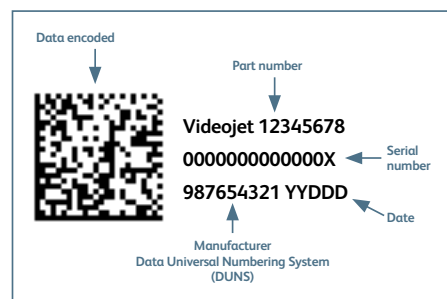 Data encoded
Part number
Videojet 12345678
0000000000000X
Serial
number
987654321 YYDDD
Date
Manufacturer
Data Universal Numbering System
(DUNS)